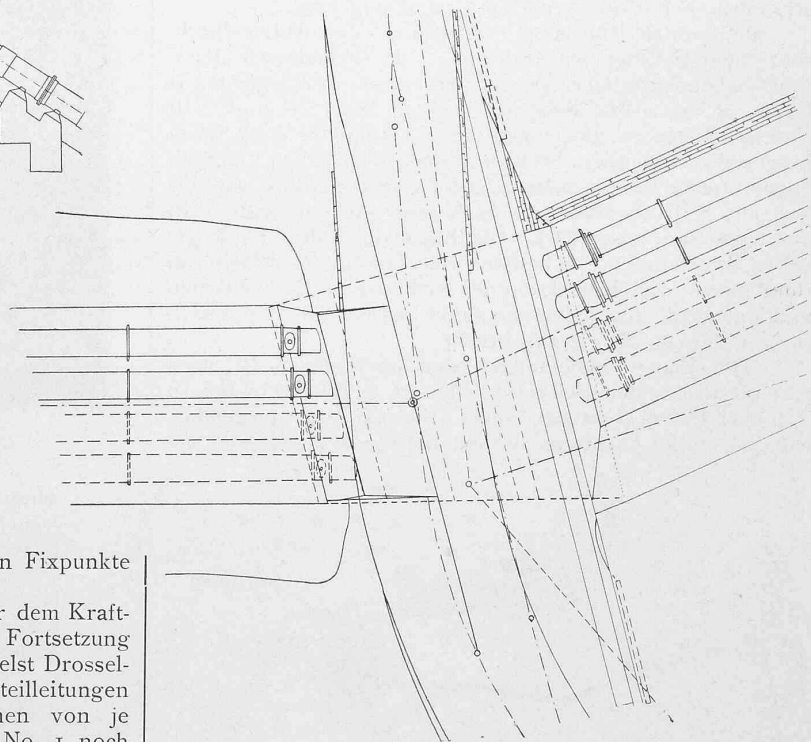 n Fixpunkte
r dem Kraft-
Fortsetzung
elst Drossel-
teilleitungen
nen von je
No. 1 noch